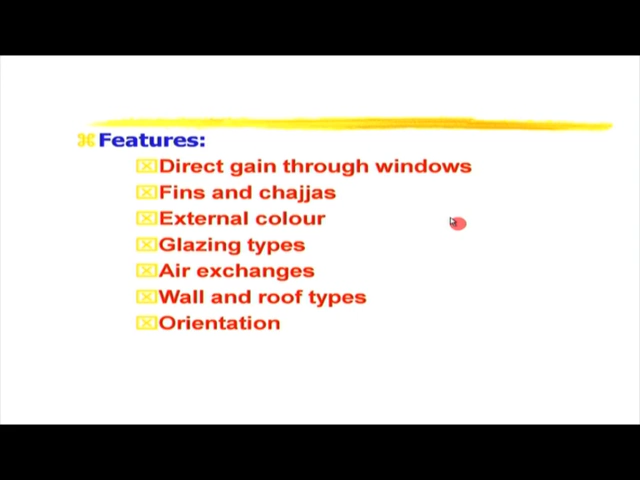 Features:
Direct gain through windows
Fins and chajjas
External colour
Glazing types
Air exchanges
Wall and roof types
Orientation